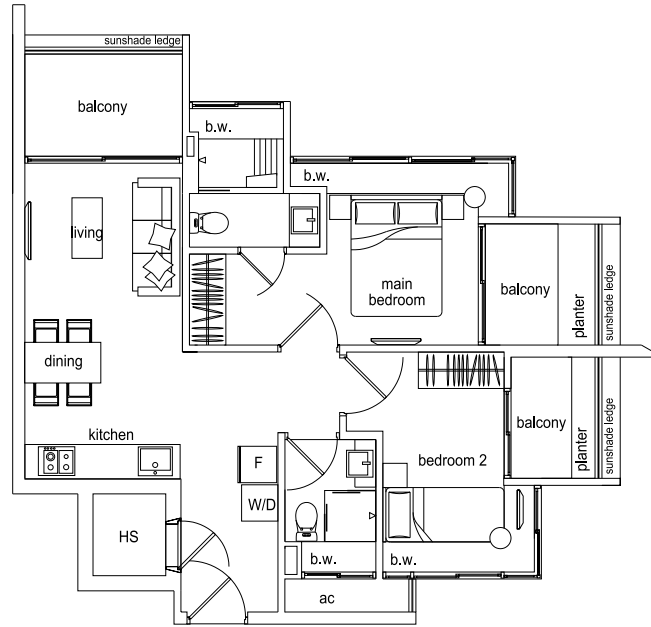 sunshade ledge
balcony
b.w.
b.w.
living
main
bedroom
balcony
planter
sunshade ledge
dining
kitchen
balcony
planter
sunshade ledge
F
bedroom 2
W/D
HS
b.w.
b.w.
ac